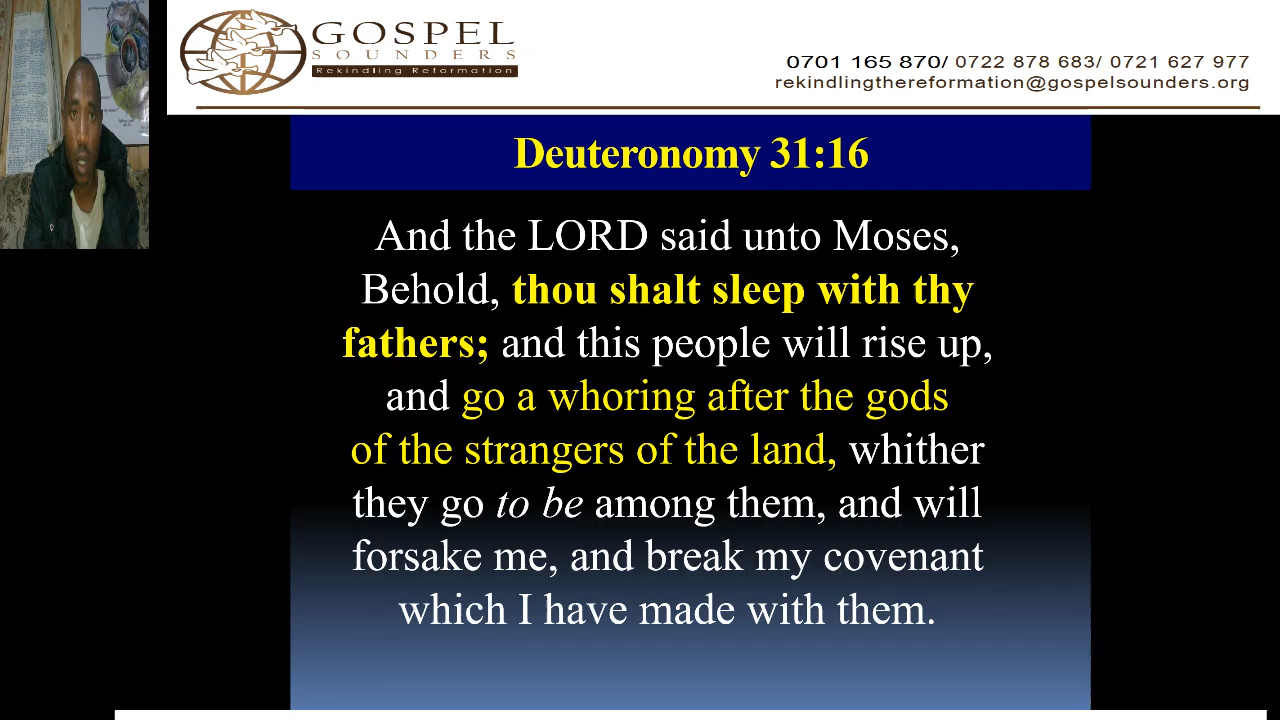 GOSPEL
SOUNDERS
Rekindling Reformation
0701 165 870/ 0722 878 683/ 0721 627 977
rekindlingthereformation@gospelsounders.org
Deuteronomy 31:16
And the LORD said unto Moses,
Behold, thou shalt sleep with thy
fathers; and this people will rise up,
and go a whoring after the gods
of the strangers of the land, whither
they go to be among them, and will
forsake me, and break my covenant
which I have made with them.